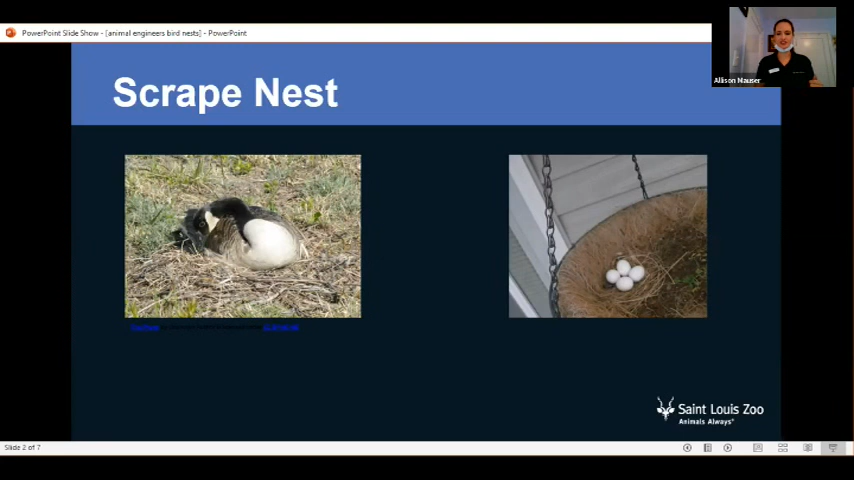 PowerPoint Slide Show - [animal engineers bird nests] - PowerPoint
Allison Mauser
Scrape Nest
Saint Louis Zoo
Animals Always®
Slide 2 of 7